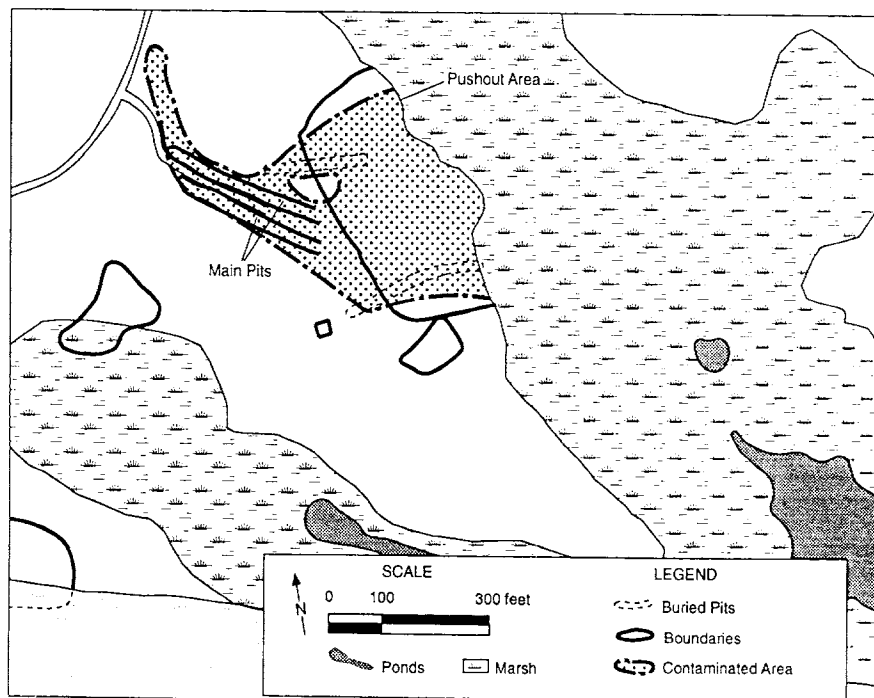 Pushout Area
Main Pits
SCALE
0 100 300 feet
N
Ponds
Marsh
LEGEND
Buried Pits
Boundaries
Contaminated Area